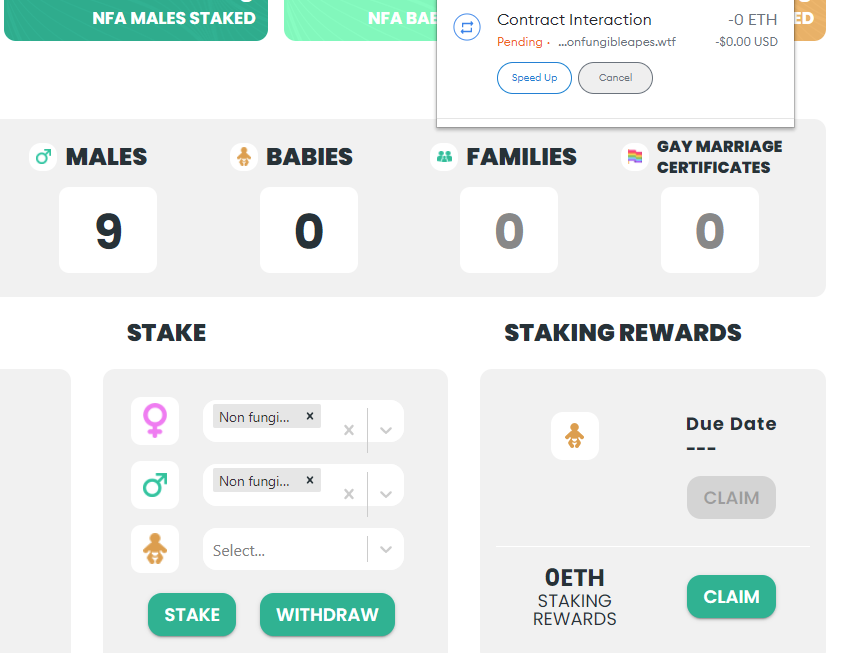 NFA MALES STAKED
NFA BAB
Contract Interaction
-0 ETH
Pending · ...onfungibleapes.wtf
-$0.00 USD
Speed Up
Cancel
MALES
BABIES
FAMILIES
GAY MARRIAGE
CERTIFICATES
9
0
0
0
STAKE
STAKING REWARDS
Non fungi...
Due Date
---
Non fungi...
CLAIM
Select...
0ETH
STAKING
REWARDS
CLAIM
STAKE
WITHDRAW